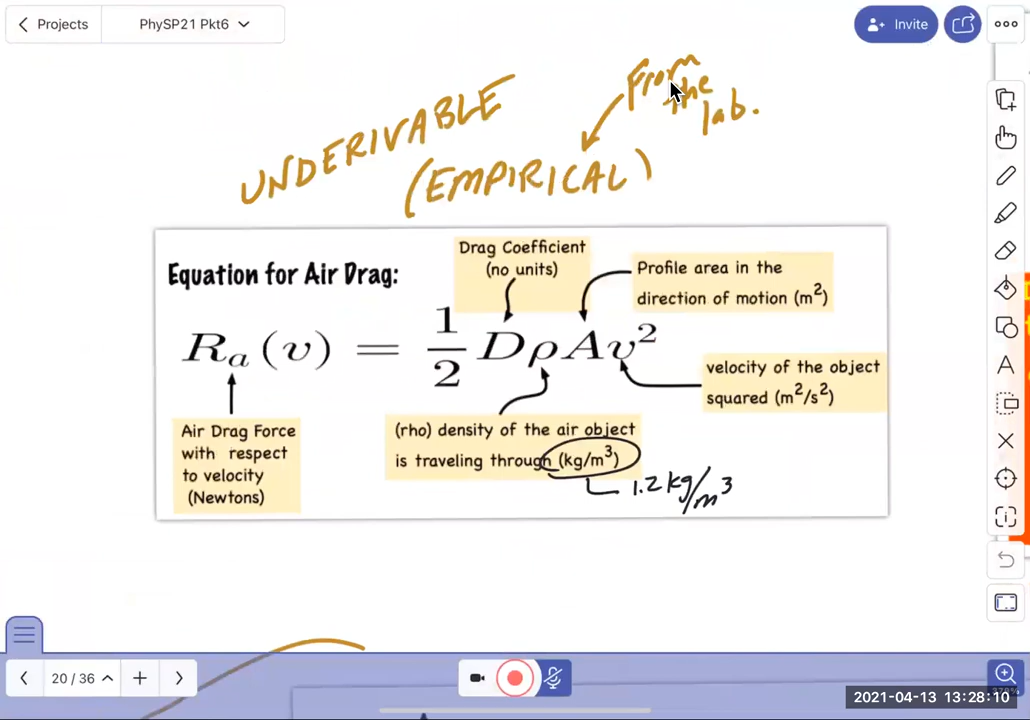 Projects
PhySP21 Pkt6
Invite
UNDERIVABLE
From
the
lab.
(EMPIRICAL)
Equation for Air Drag:
Drag Coefficient
(no units)
Profile area in the
direction of motion (m²)
Rₐ(v) = 1/2 DρAv²
velocity of the object
squared (m²/s²)
Air Drag Force
with respect
to velocity
(Newtons)
(rho) density of the air object
is traveling through (kg/m³)
1.2 kg/m³
20 / 36
2021-04-13 13:28:10